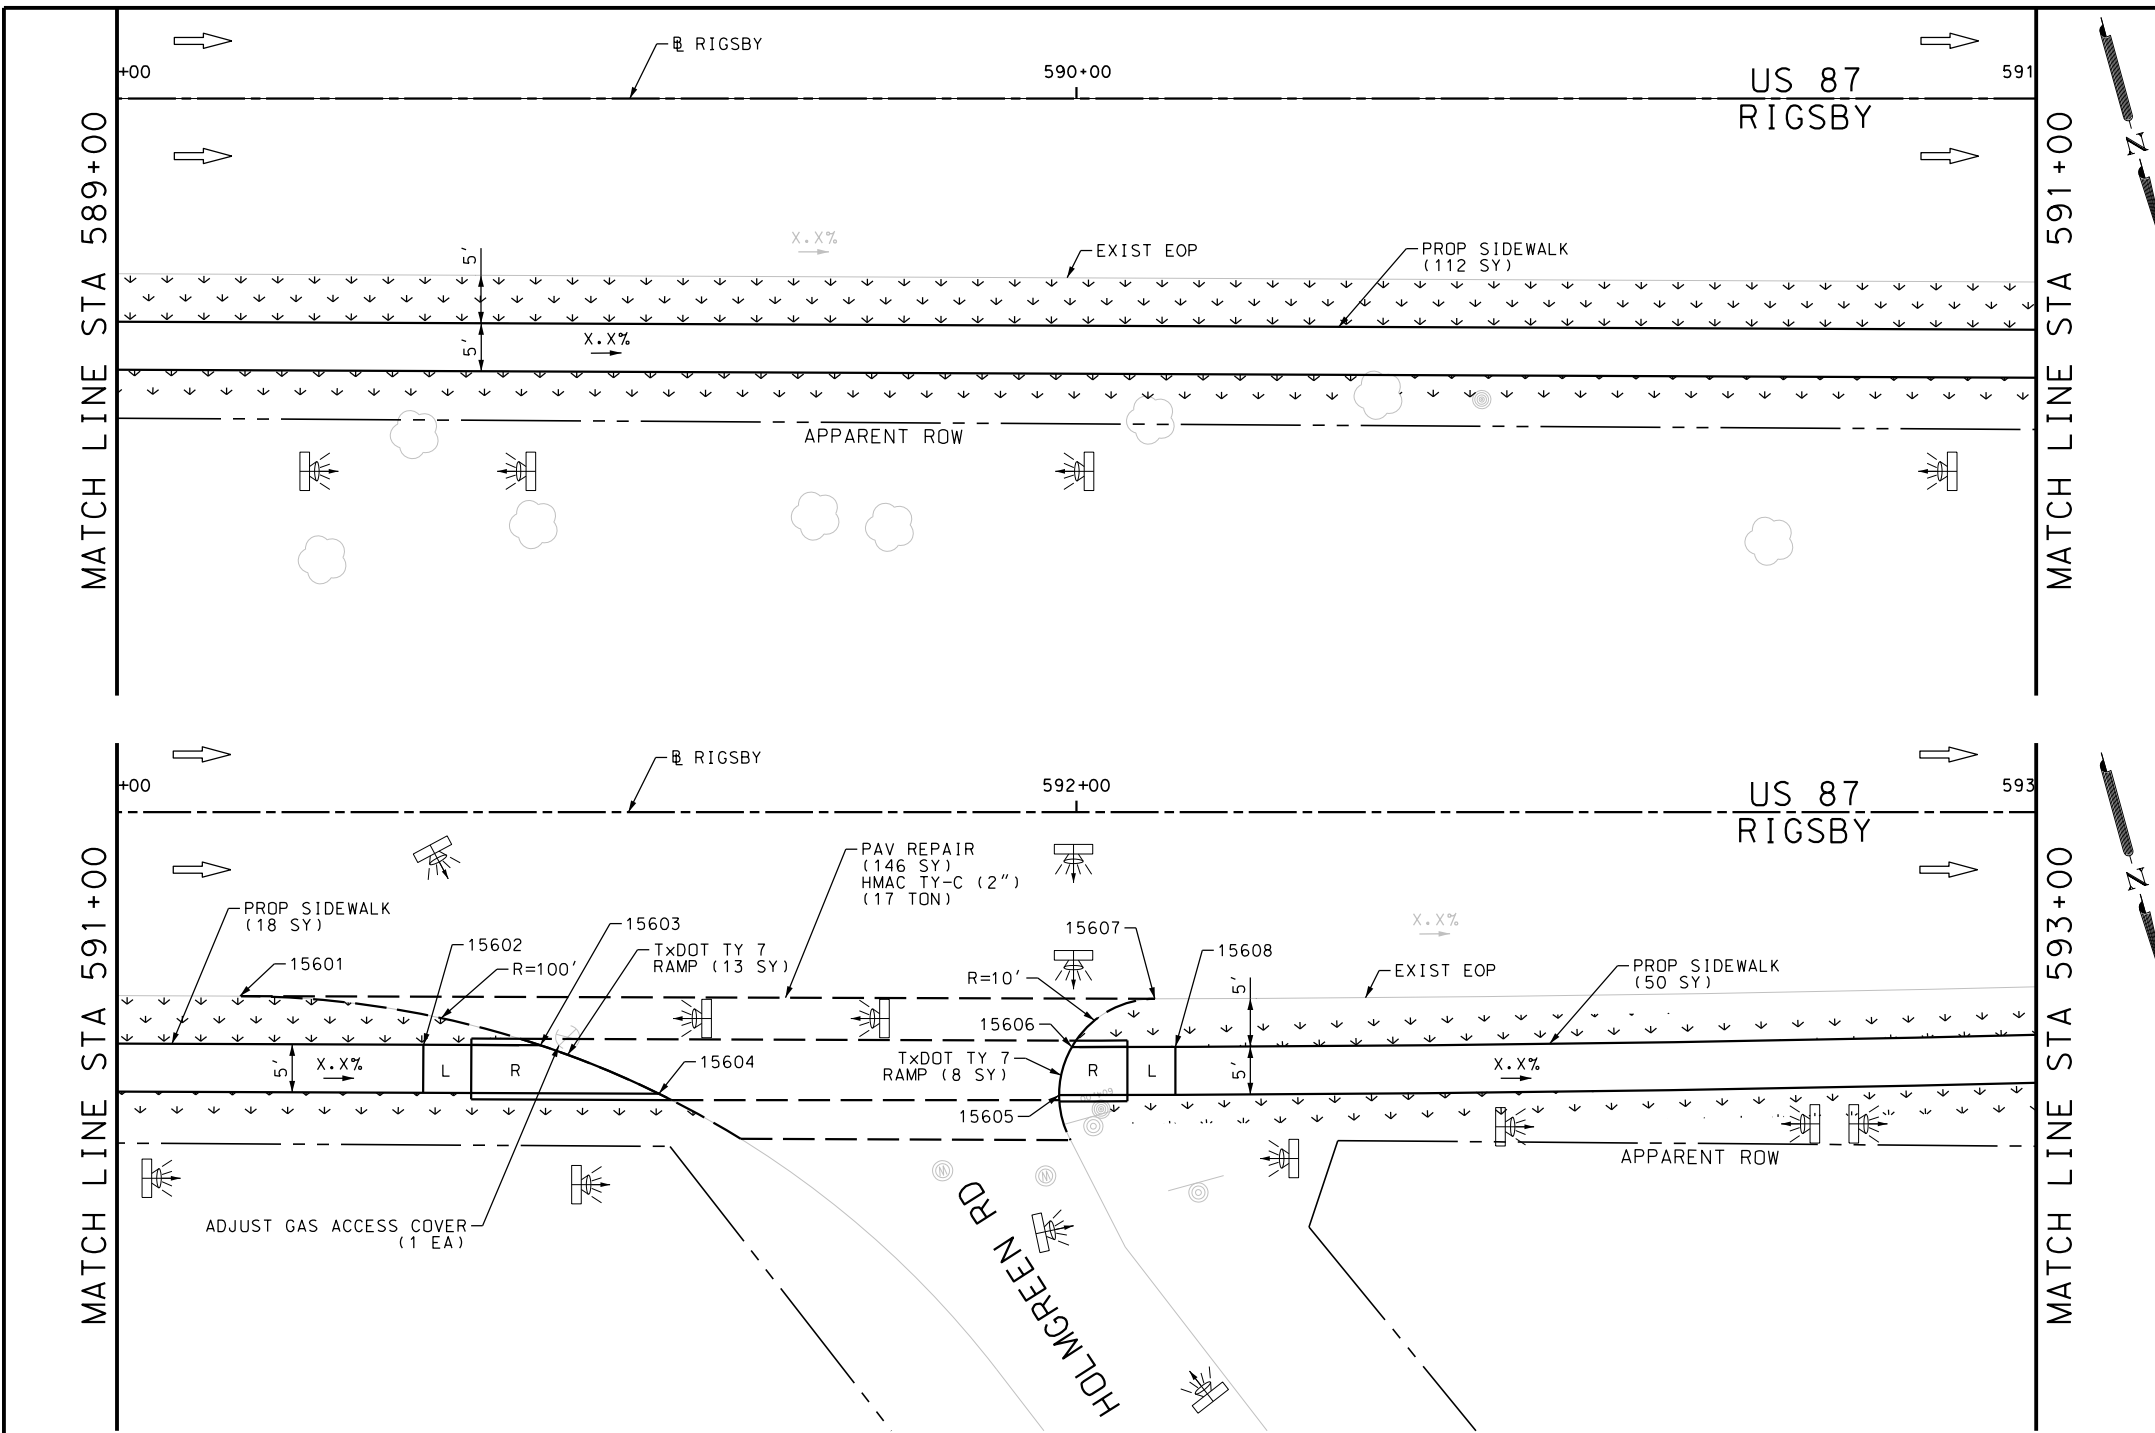 ℄ RIGSBY
+00
590+00
591
US 87
RIGSBY
MATCH LINE STA 589+00
MATCH LINE STA 591+00
N
X.X%
5'
EXIST EOP
PROP SIDEWALK
(112 SY)
5'
X.X%
APPARENT ROW
℄ RIGSBY
+00
592+00
593
US 87
RIGSBY
MATCH LINE STA 591+00
MATCH LINE STA 593+00
N
PAV REPAIR
(146 SY)
HMAC TY-C (2")
(17 TON)
PROP SIDEWALK
(18 SY)
15601
15602
R=100'
15603
TxDOT TY 7
RAMP (13 SY)
15607
15608
R=10'
X.X%
EXIST EOP
PROP SIDEWALK
(50 SY)
5'
15606
15604
TxDOT TY 7
RAMP (8 SY)
15605
5'
X.X%
L
R
R
L
5'
X.X%
APPARENT ROW
ADJUST GAS ACCESS COVER
(1 EA)
W
W
HOLMGREEN RD